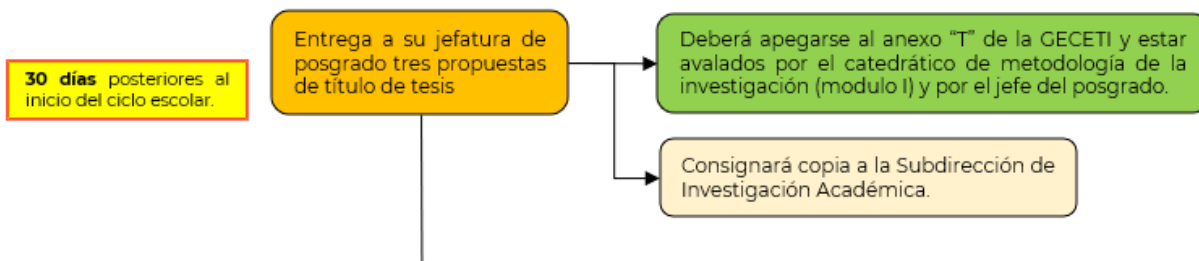 30 días posteriores al
inicio del ciclo escolar.
Entrega a su jefatura de
posgrado tres propuestas
de título de tesis
Deberá apegarse al anexo “T” de la GECETI y estar
avalados por el catedrático de metodología de la
investigación (modulo I) y por el jefe del posgrado.
Consignará copia a la Subdirección de
Investigación Académica.